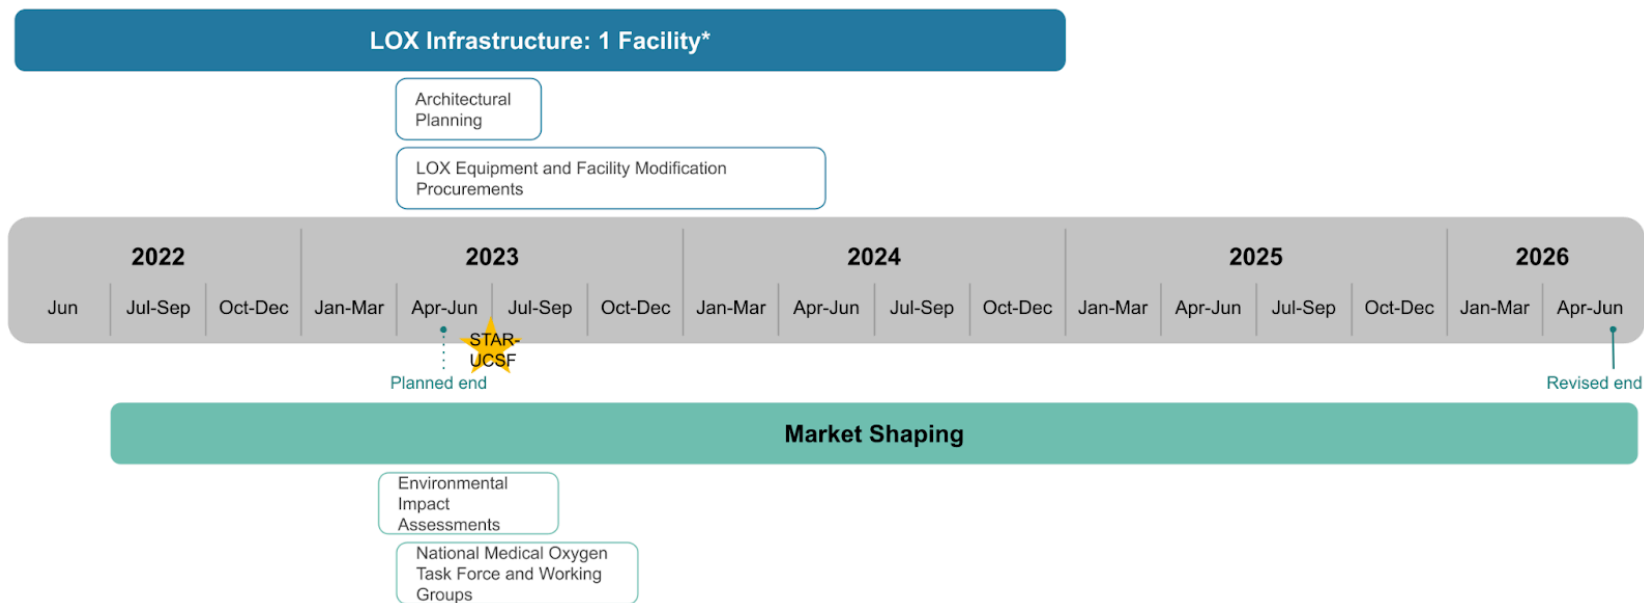 LOX Infrastructure: 1 Facility*
Architectural
Planning
LOX Equipment and Facility Modification
Procurements
2022 2023 2024 2025 2026
Jun Jul-Sep Oct-Dec Jan-Mar Apr-Jun Jul-Sep Oct-Dec Jan-Mar Apr-Jun Jul-Sep Oct-Dec Jan-Mar Apr-Jun Jul-Sep Oct-Dec Jan-Mar Apr-Jun
STAR-
UCSF
Planned end
Revised end
Market Shaping
Environmental
Impact
Assessments
National Medical Oxygen
Task Force and Working
Groups